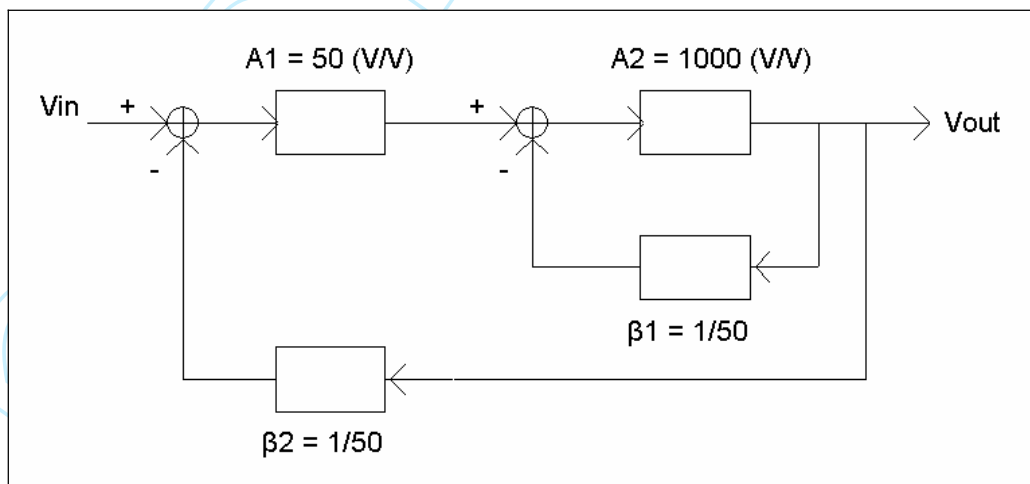 A1 = 50 (V/V)
A2 = 1000 (V/V)
Vin
+
+
Vout
-
-
β1 = 1/50
β2 = 1/50